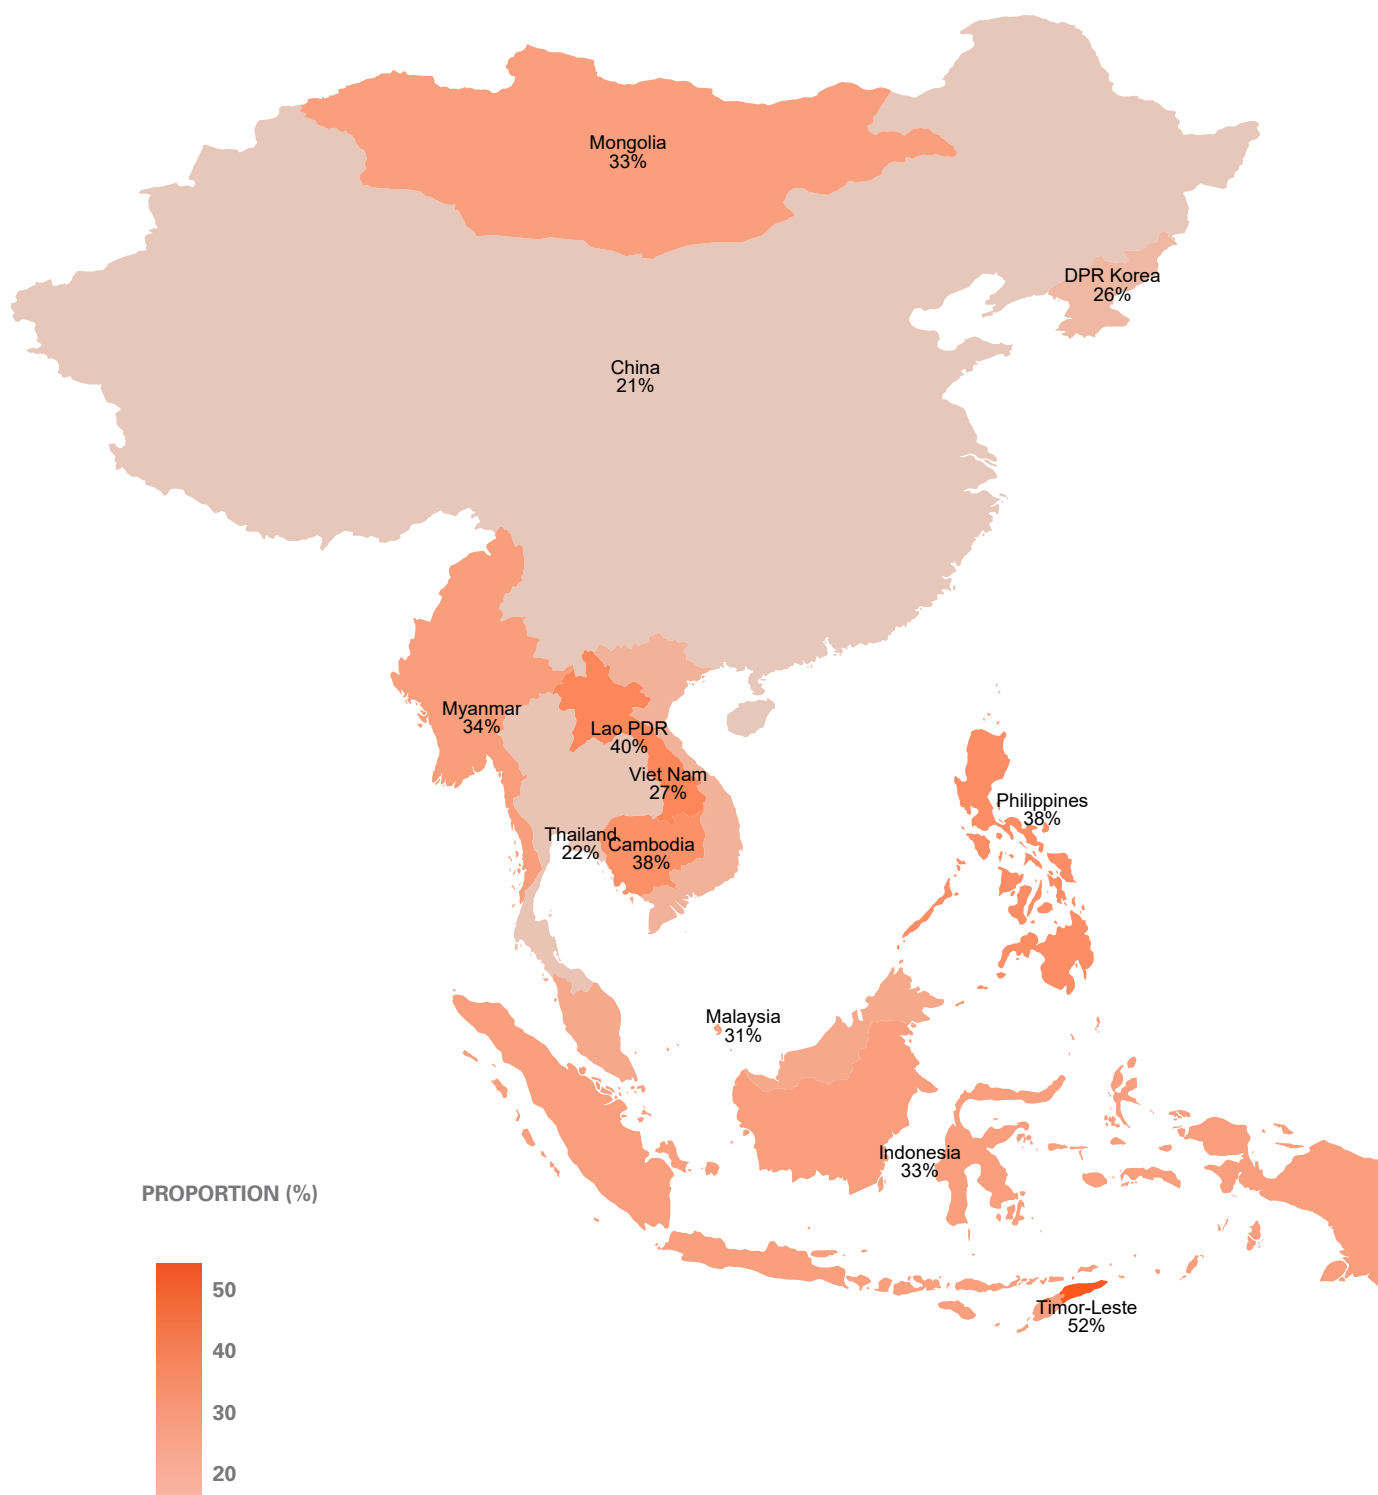 Mongolia
33%
DPR Korea
26%
China
21%
Myanmar
34%
Lao PDR
40%
Viet Nam
27%
Philippines
38%
Thailand
22%
Cambodia
38%
Malaysia
31%
Indonesia
33%
PROPORTION (%)
50
40
30
20
Timor-Leste
52%